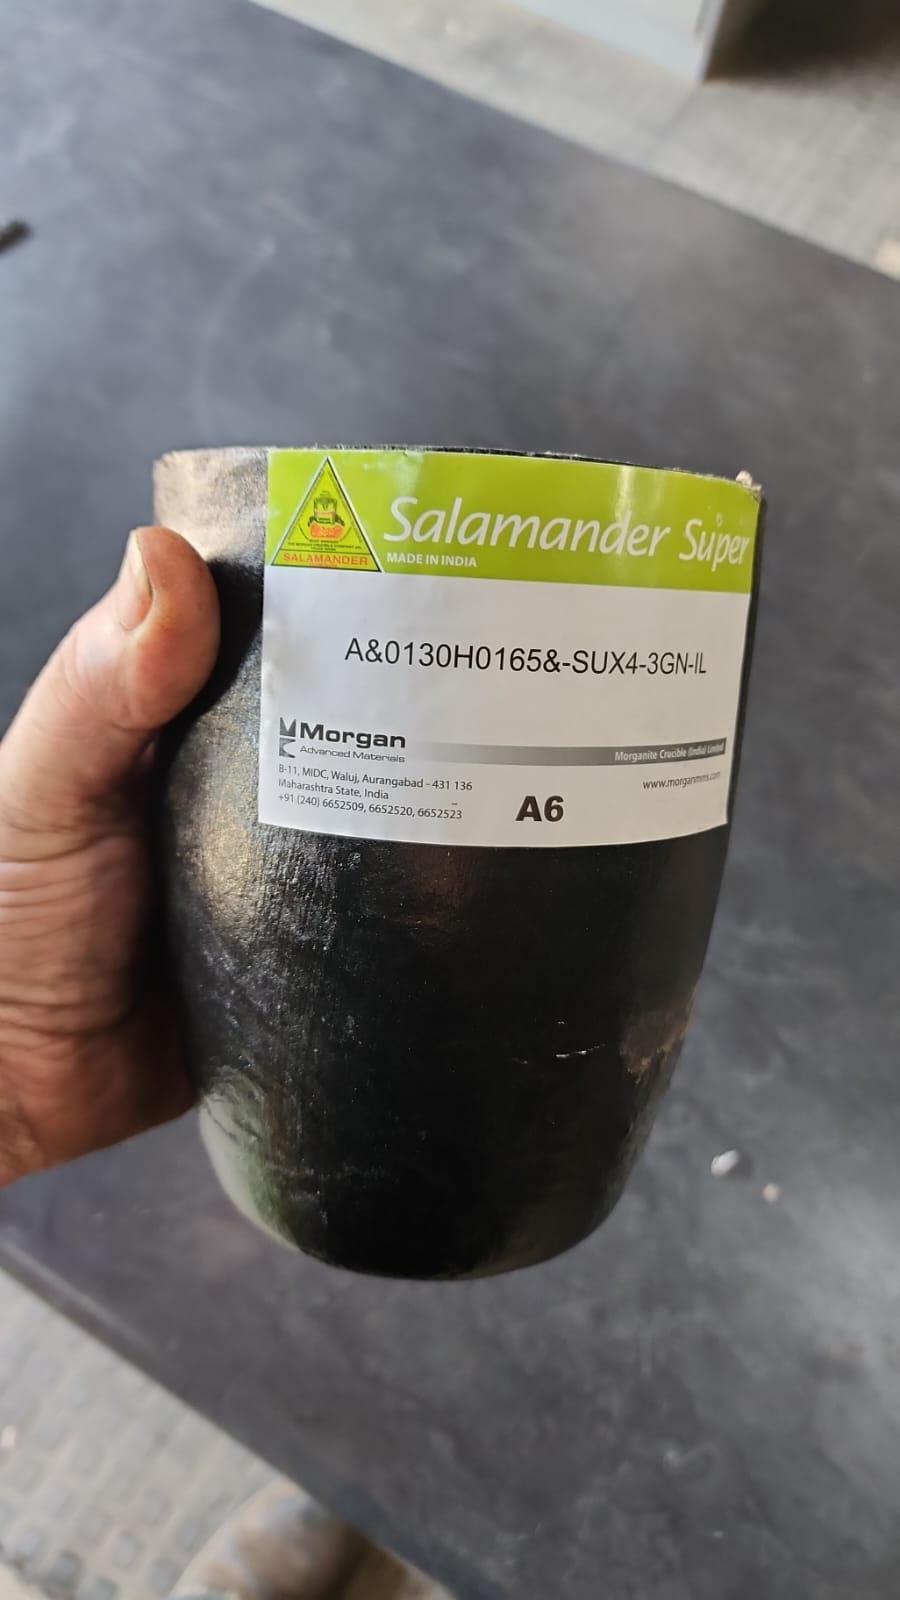 Salamander Super
SALAMANDER
MADE IN INDIA
A&0130H0165&-SUX4-3GN-IL
Morgan
Advanced Materials
Morganite Crucible (India) Limited
B-11, MIDC, Waluj, Aurangabad - 431 136
www.morganmms.com
Maharashtra State, India
+91 (240) 6652509, 6652520, 6652523
A6